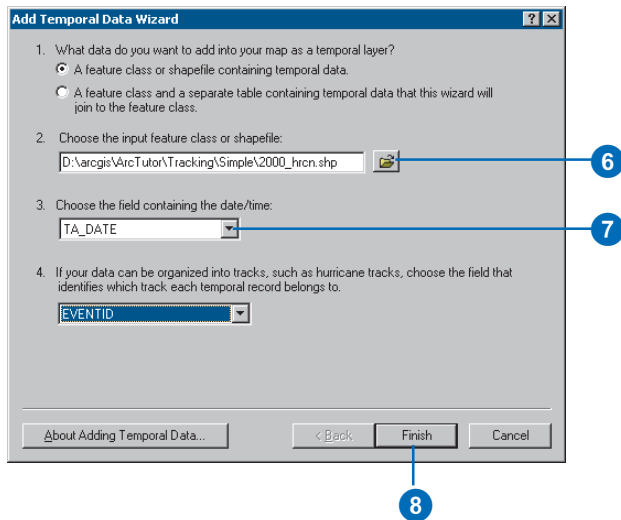 Add Temporal Data Wizard
1. What data do you want to add into your map as a temporal layer?
A feature class or shapefile containing temporal data.
A feature class and a separate table containing temporal data that this wizard will
join to the feature class.
2. Choose the input feature class or shapefile:
D:\arcgis\ArcTutor\Tracking\Simple\2000_hrcn.shp
6
3. Choose the field containing the date/time:
TA_DATE
7
4. If your data can be organized into tracks, such as hurricane tracks, choose the field that
identifies which track each temporal record belongs to.
EVENTID
About Adding Temporal Data...
< Back
Finish
Cancel
8